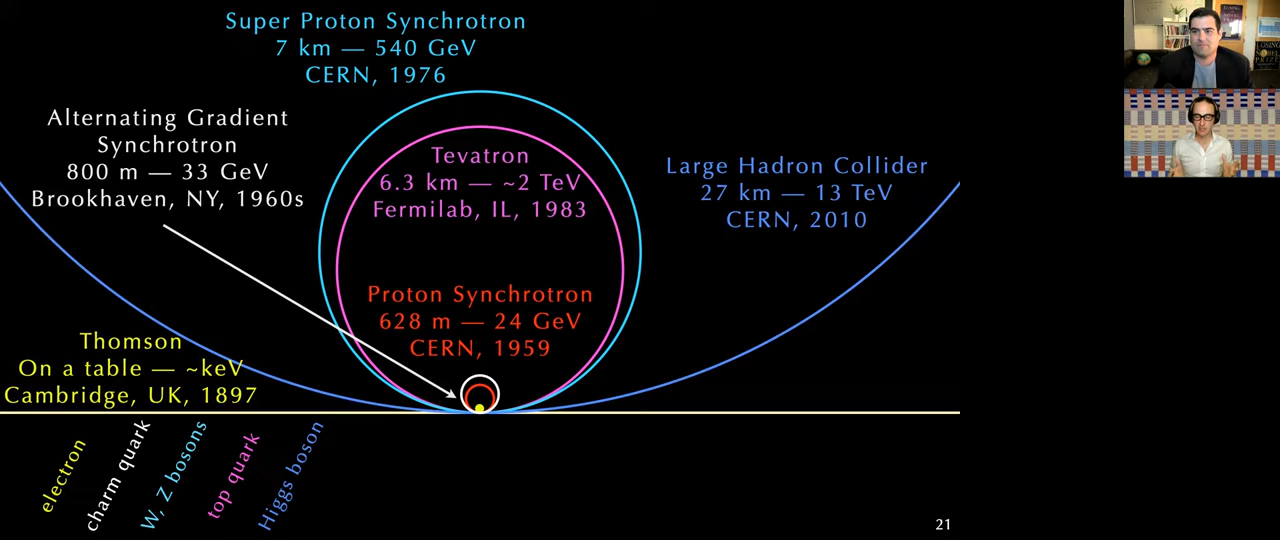 Super Proton Synchrotron
7 km — 540 GeV
CERN, 1976
Alternating Gradient
Synchrotron
800 m — 33 GeV
Brookhaven, NY, 1960s
Tevatron
6.3 km — ~2 TeV
Fermilab, IL, 1983
Large Hadron Collider
27 km — 13 TeV
CERN, 2010
Proton Synchrotron
628 m — 24 GeV
CERN, 1959
Thomson
On a table — ~keV
Cambridge, UK, 1897
electron
charm quark
W, Z bosons
top quark
Higgs boson
21
LOSING
NOBEL
PRIZE